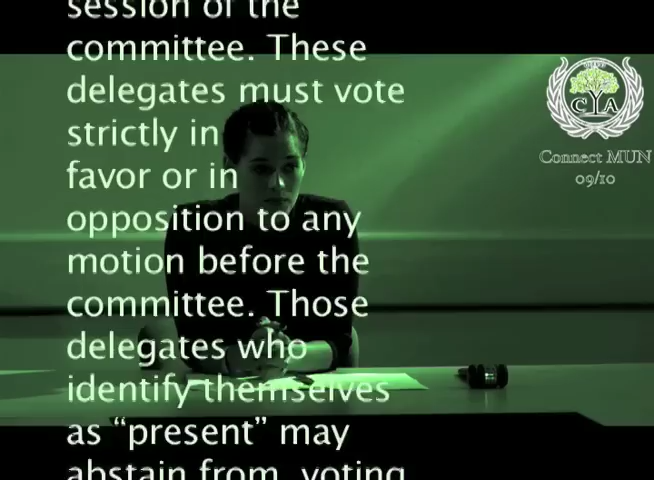 session of the
committee. These
delegates must vote
strictly in
favor or in
opposition to any
motion before the
committee. Those
delegates who
identify themselves
as “present” may
abstain from voting
CYA
Connect MUN
09/10